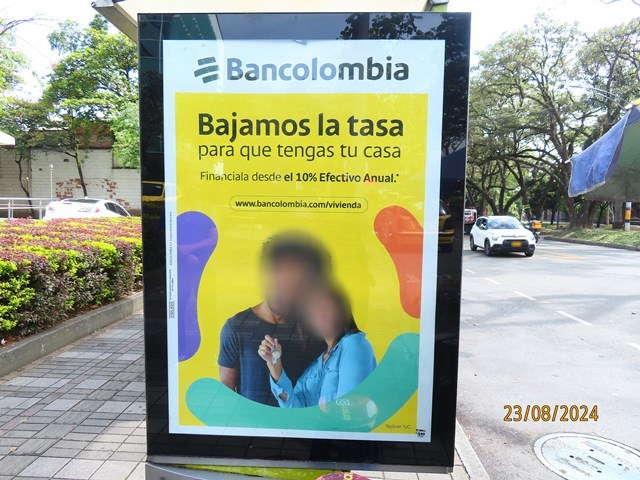 Bancolombia
Bajamos la tasa
para que tengas tu casa
Finánciala desde el 10% Efectivo Anual.*
www.bancolombia.com/vivienda
23/08/2024